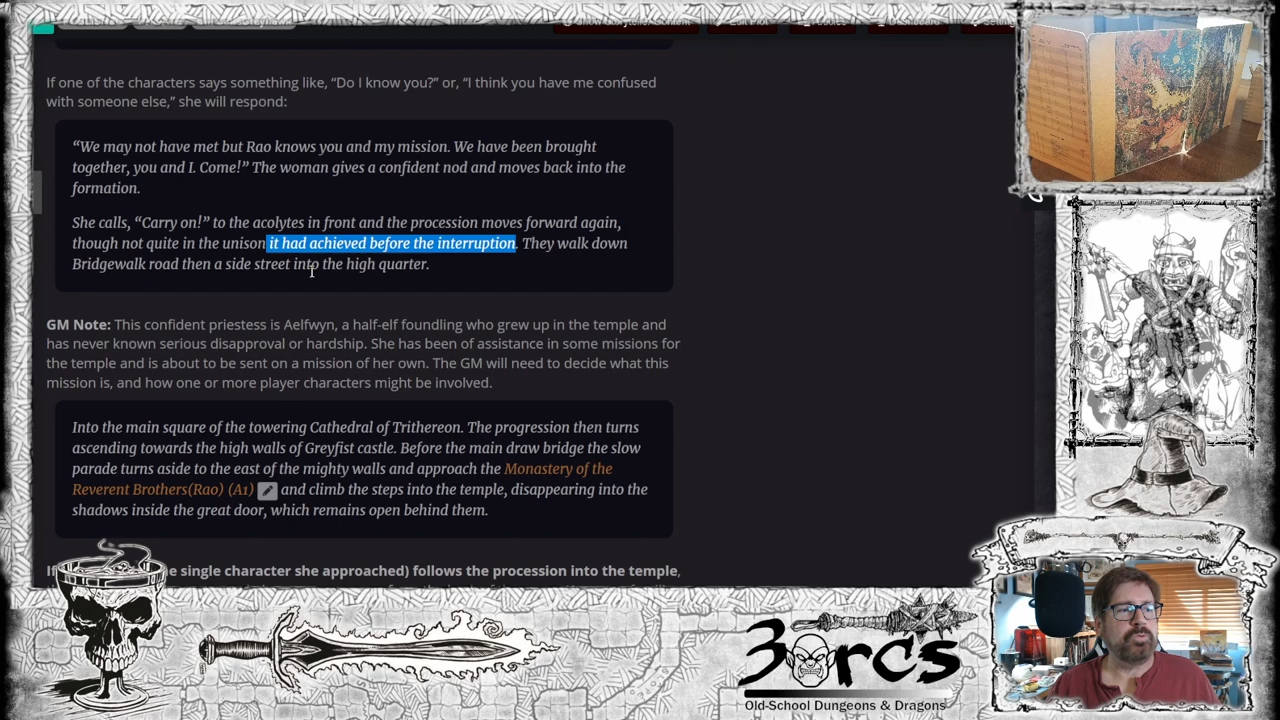 If one of the characters says something like, “Do I know you?” or, “I think you have me confused
with someone else,” she will respond:
“We may not have met but Rao knows you and my mission. We have been brought
together, you and I. Come!” The woman gives a confident nod and moves back into the
formation.
She calls, “Carry on!” to the acolytes in front and the procession moves forward again,
though not quite in the unison it had achieved before the interruption. They walk down
Bridgewalk road then a side street into the high quarter.
GM Note: This confident priestess is Aelfwyn, a half-elf foundling who grew up in the temple and
has never known serious disapproval or hardship. She has been of assistance in some missions for
the temple and is about to be sent on a mission of her own. The GM will need to decide what this
mission is, and how one or more player characters might be involved.
Into the main square of the towering Cathedral of Trithereon. The progression then turns
ascending towards the high walls of Greyfist castle. Before the main draw bridge the slow
parade turns aside to the east of the mighty walls and approach the Monastery of the
Reverent Brothers(Rao) (A1) and climb the steps into the temple, disappearing into the
shadows inside the great door, which remains open behind them.
If e single character she approached) follows the procession into the temple,
3 orcs
Old-School Dungeons & Dragons